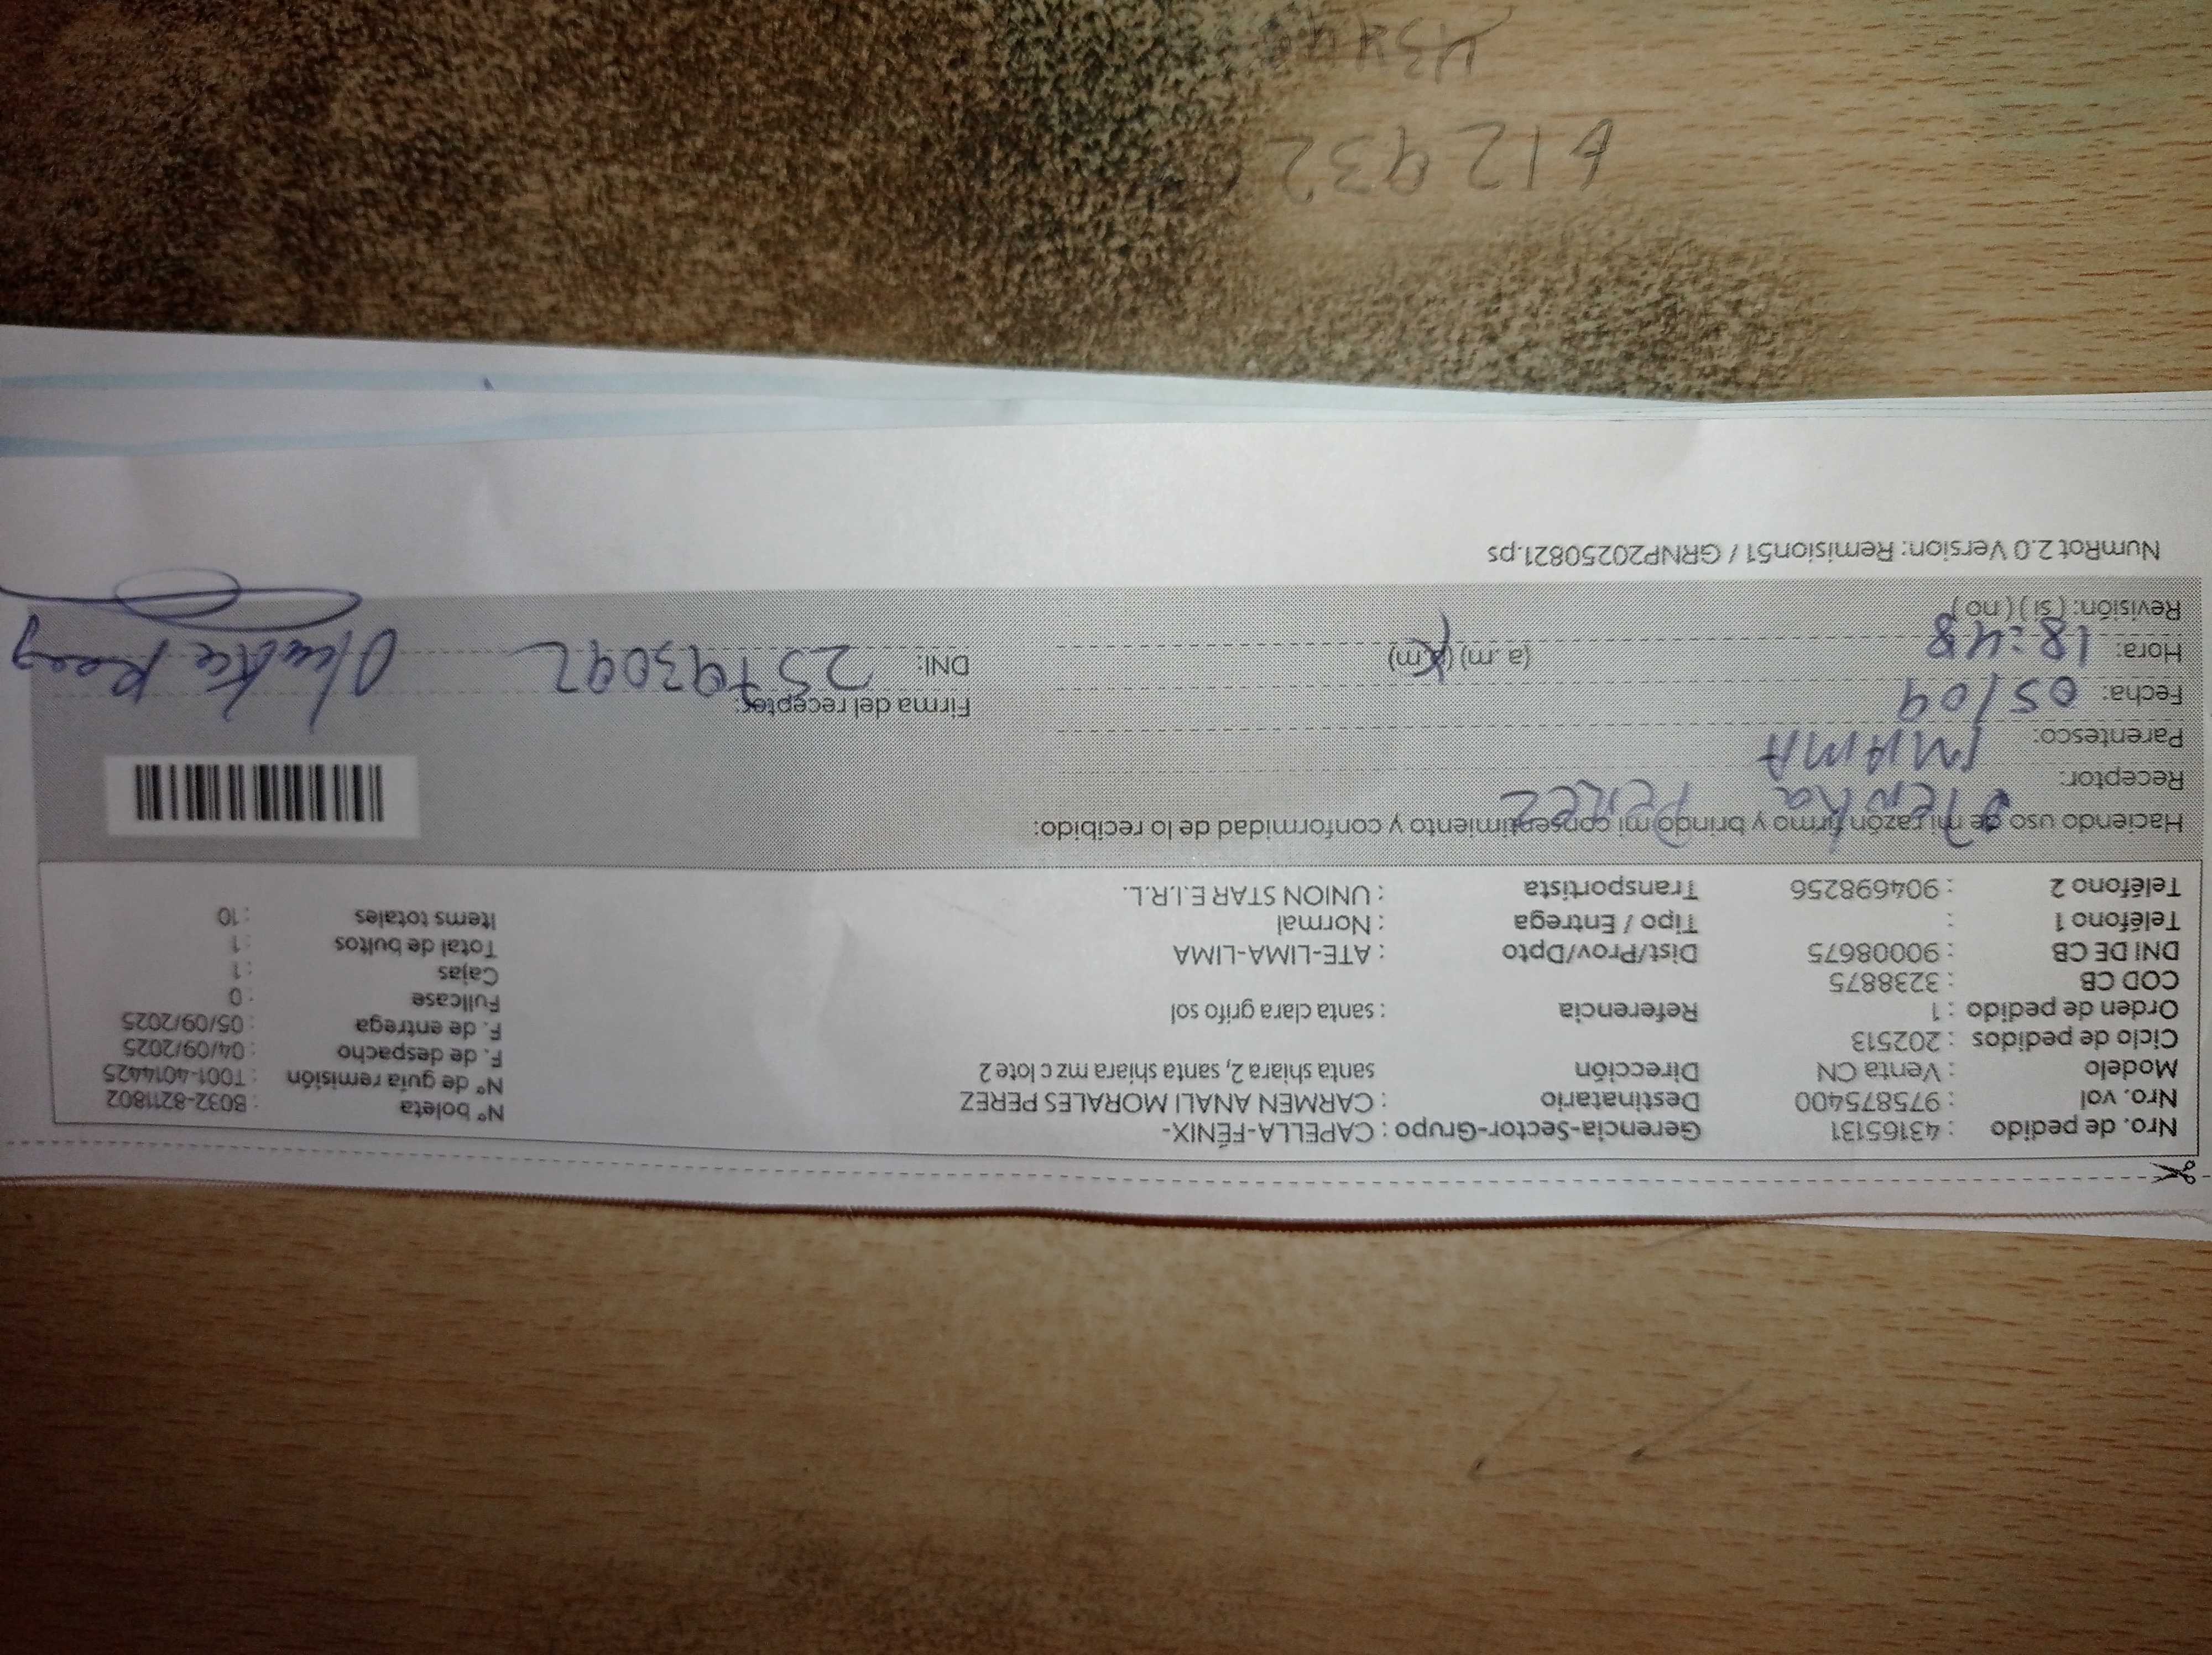 Nro. de pedido : 43165131 Gerencia-Sector-Grupo : CAPELLA-FÉNIX- N° boleta : B032-8211802
Nro. vol : 975875400 Destinatario : CARMEN ANALI MORALES PEREZ N° de guía remisión : T001-4014425
Modelo : Venta CN Dirección santa shiara 2, santa shiara mz c lote 2 F. de despacho : 04/09/2025
Ciclo de pedidos : 202513 F. de entrega : 05/09/2025
Orden de pedido : 1 Referencia : santa clara grifo sol Fullcase : 0
COD CB : 3238875 Cajas : 1
DNI DE CB : 90008675 Dist/Prov/Dpto : ATE-LIMA-LIMA Total de bultos : 1
Teléfono 1 : Tipo / Entrega : Normal Items totales : 10
Teléfono 2 : 904698256 Transportista : UNION STAR E.I.R.L.
Haciendo uso de mi razón firmo y brindo mi consentimiento y conformidad de lo recibido:
Receptor: Olenka Perez
Parentesco: MAMA
Fecha: 05/09 Firma del receptor:
Hora: 18:48 (a.m) (p.m) DNI: 25793092
Revisión: (si) (no)
NumRot 2.0 Version: Remision51 / GRNP20250821.ps
612932